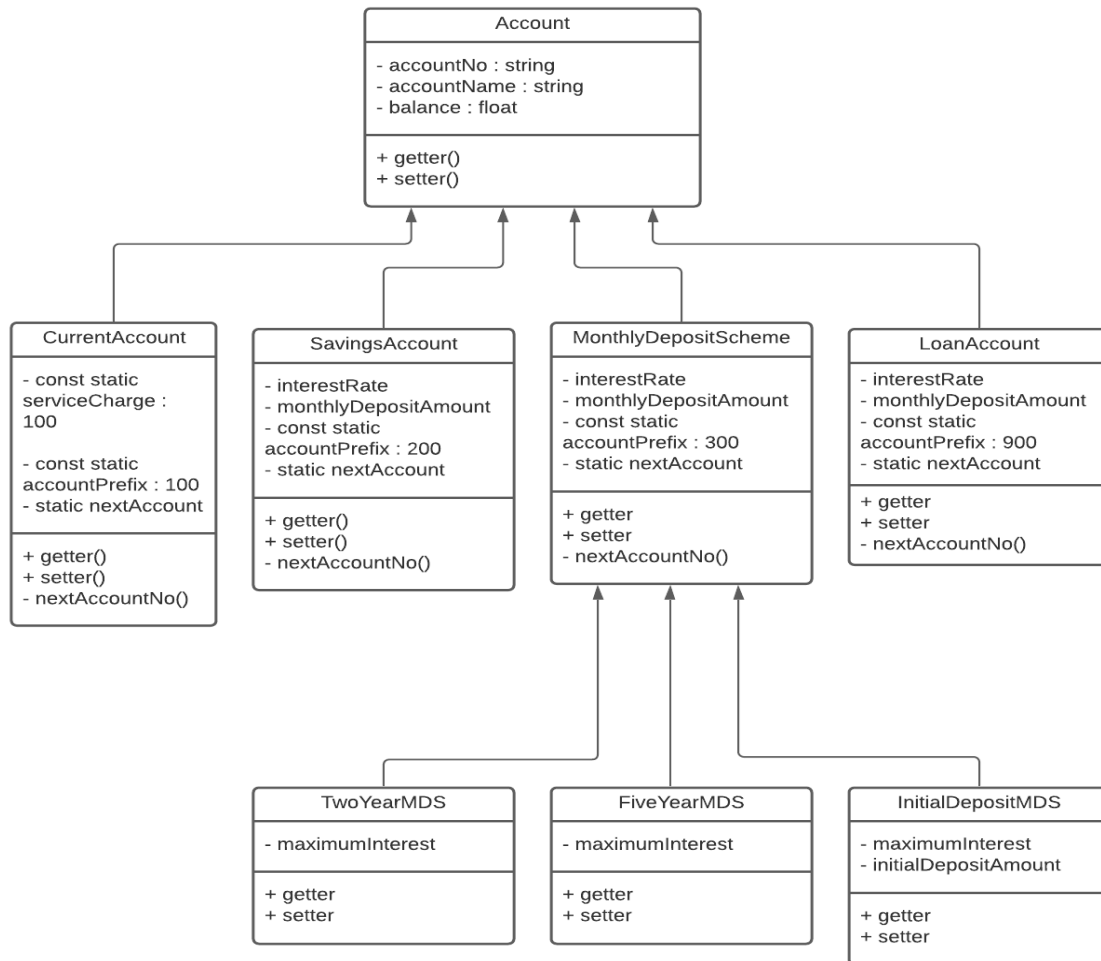 Account
- accountNo : string
- accountName : string
- balance : float
+ getter()
+ setter()
CurrentAccount
- const static
serviceCharge :
100
- const static
accountPrefix : 100
- static nextAccount
+ getter()
+ setter()
- nextAccountNo()
SavingsAccount
- interestRate
- monthlyDepositAmount
- const static
accountPrefix : 200
- static nextAccount
+ getter()
+ setter()
- nextAccountNo()
MonthlyDepositScheme
- interestRate
- monthlyDepositAmount
- const static
accountPrefix : 300
- static nextAccount
+ getter
+ setter
- nextAccountNo()
LoanAccount
- interestRate
- monthlyDepositAmount
- const static
accountPrefix : 900
- static nextAccount
+ getter
+ setter
- nextAccountNo()
TwoYearMDS
- maximumInterest
+ getter
+ setter
FiveYearMDS
- maximumInterest
+ getter
+ setter
InitialDepositMDS
- maximumInterest
- initialDepositAmount
+ getter
+ setter